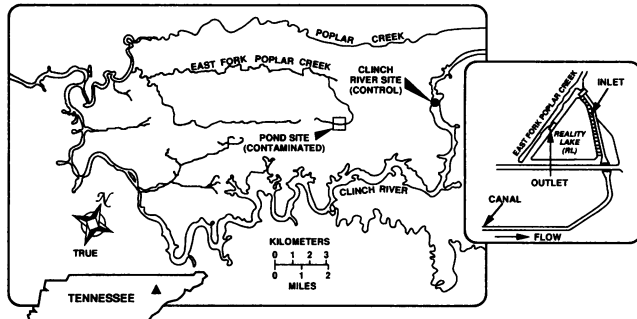 POPLAR CREEK
EAST FORK POPLAR CREEK
CLINCH
RIVER SITE
(CONTROL)
POND SITE
(CONTAMINATED)
CLINCH RIVER
N
TRUE
KILOMETERS
0 1 2 3
0 1 2
MILES
TENNESSEE
EAST FORK POPLAR CREEK
INLET
REALITY
LAKE
(RL)
OUTLET
CANAL
FLOW